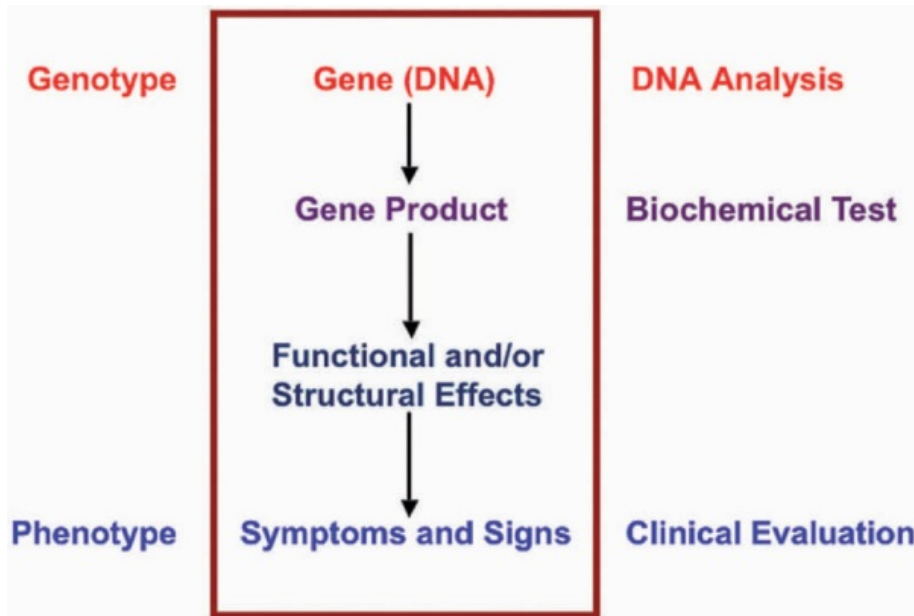 Genotype Gene (DNA) DNA Analysis
Gene Product Biochemical Test
Functional and/or
Structural Effects
Phenotype Symptoms and Signs Clinical Evaluation